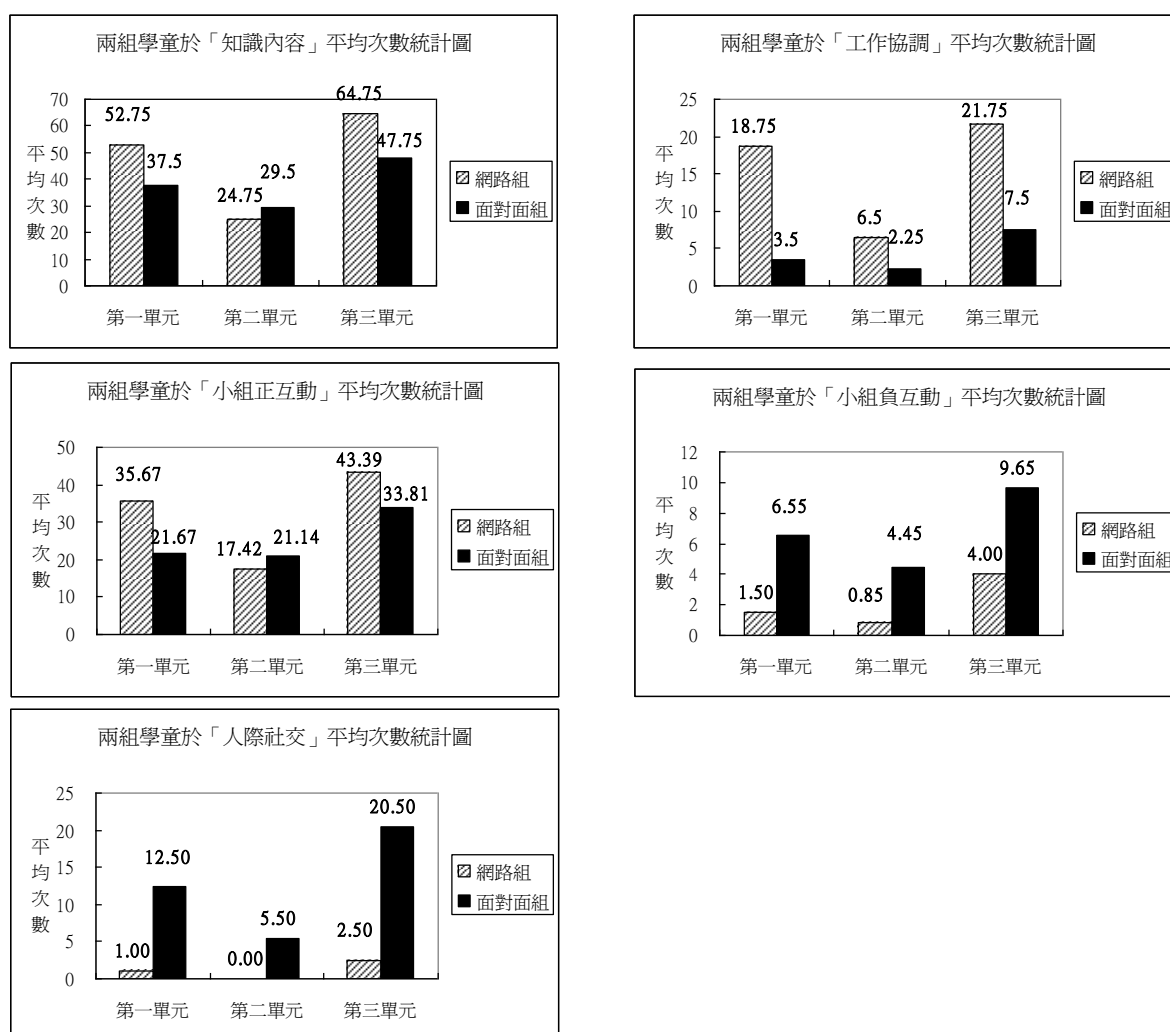 兩組學童於「知識內容」平均次數統計圖
平均次數
70
60
50
40
30
20
10
0
52.75
37.5
24.75
29.5
64.75
47.75
第一單元 第二單元 第三單元
網路組
面對面組
兩組學童於「工作協調」平均次數統計圖
平均次數
25
20
15
10
5
0
18.75
3.5
6.5
2.25
21.75
7.5
第一單元 第二單元 第三單元
網路組
面對面組
兩組學童於「小組正互動」平均次數統計圖
平均次數
50
40
30
20
10
0
35.67
21.67
17.42
21.14
43.39
33.81
第一單元 第二單元 第三單元
網路組
面對面組
兩組學童於「小組負互動」平均次數統計圖
平均次數
12
10
8
6
4
2
0
1.50
6.55
0.85
4.45
4.00
9.65
第一單元 第二單元 第三單元
網路組
面對面組
兩組學童於「人際社交」平均次數統計圖
平均次數
25
20
15
10
5
0
1.00
12.50
0.00
5.50
2.50
20.50
第一單元 第二單元 第三單元
網路組
面對面組